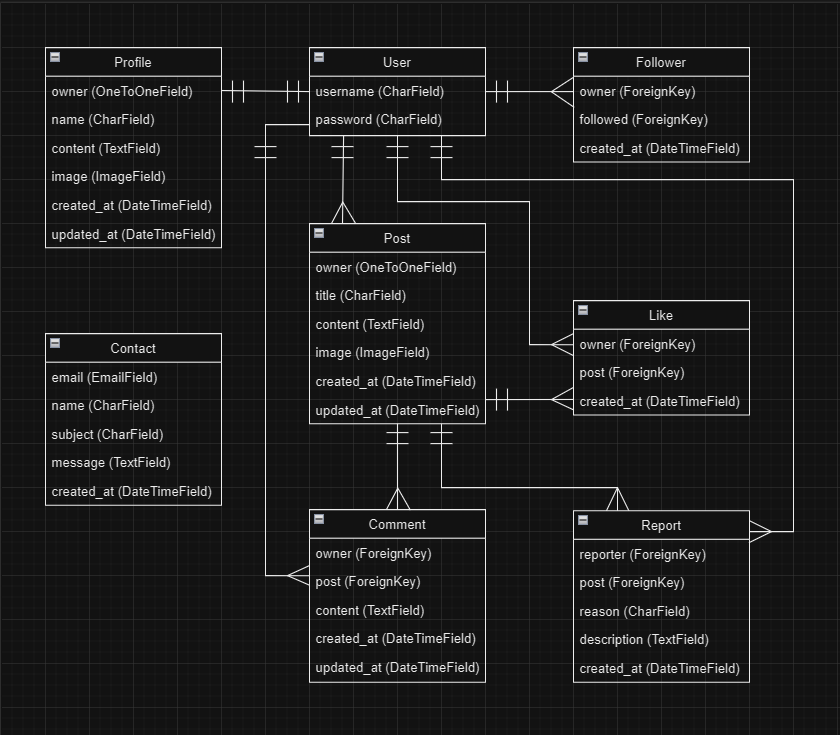 Profile
owner (OneToOneField)
name (CharField)
content (TextField)
image (ImageField)
created_at (DateTimeField)
updated_at (DateTimeField)
User
username (CharField)
password (CharField)
Follower
owner (ForeignKey)
followed (ForeignKey)
created_at (DateTimeField)
Post
owner (OneToOneField)
title (CharField)
content (TextField)
image (ImageField)
created_at (DateTimeField)
updated_at (DateTimeField)
Like
owner (ForeignKey)
post (ForeignKey)
created_at (DateTimeField)
Contact
email (EmailField)
name (CharField)
subject (CharField)
message (TextField)
created_at (DateTimeField)
Comment
owner (ForeignKey)
post (ForeignKey)
content (TextField)
created_at (DateTimeField)
updated_at (DateTimeField)
Report
reporter (ForeignKey)
post (ForeignKey)
reason (CharField)
description (TextField)
created_at (DateTimeField)